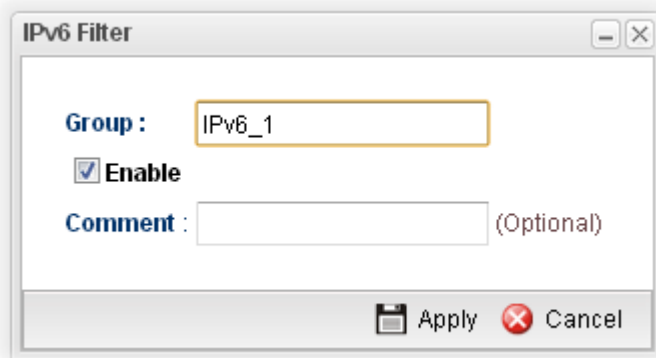 IPv6 Filter
Group : IPv6_1
Enable
Comment : (Optional)
Apply Cancel